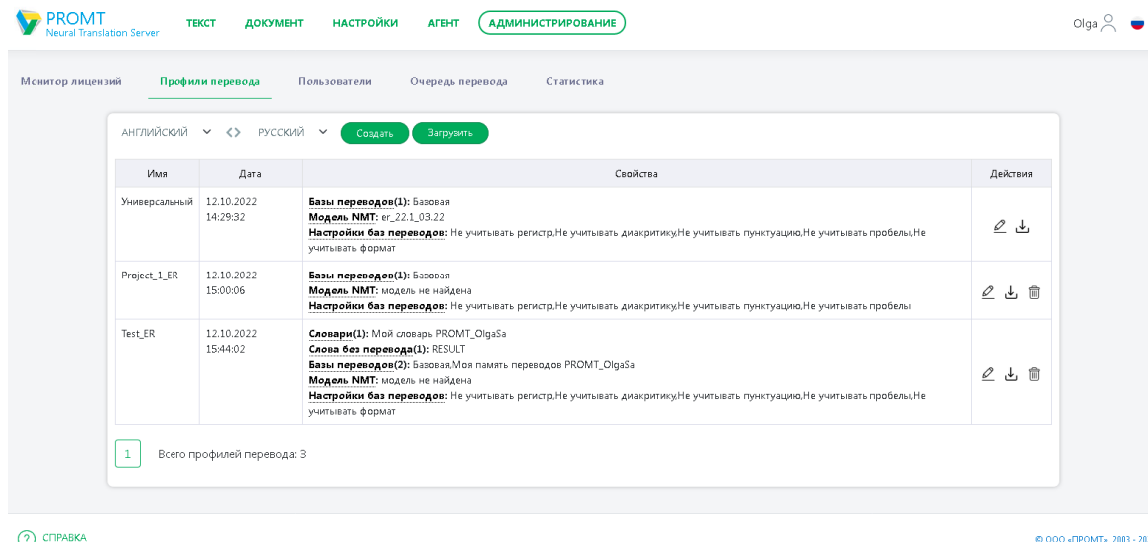 PROMT
Neural Translation Server
ТЕКСТ ДОКУМЕНТ НАСТРОЙКИ АГЕНТ АДМИНИСТРИРОВАНИЕ Olga
Монитор лицензий Профили перевода Пользователи Очередь перевода Статистика
АНГЛИЙСКИЙ РУССКИЙ Создать Загрузить
Имя Дата Свойства Действия
Универсальный 12.10.2022 Базы переводов(1): Базовая
14:29:32 Модель NMT: er_22.1_03.22
Настройки баз переводов: Не учитывать регистр,Не учитывать диакритику,Не учитывать пунктуацию,Не учитывать пробелы,Не
учитывать формат
Project_1_ER 12.10.2022 Базы переводов(1): Базовая
15:00:06 Модель NMT: модель не найдена
Настройки баз переводов: Не учитывать регистр,Не учитывать диакритику,Не учитывать пунктуацию,Не учитывать пробелы
Test_ER 12.10.2022 Словари(1): Мой словарь PROMT_OlgaSa
15:44:02 Слова без перевода(1): RESULT
Базы переводов(2): Базовая,Моя память переводов PROMT_OlgaSa
Модель NMT: модель не найдена
Настройки баз переводов: Не учитывать регистр,Не учитывать диакритику,Не учитывать пунктуацию,Не учитывать пробелы,Не
учитывать формат
1 Всего профилей перевода: 3
? СПРАВКА © ООО «ПРОМТ», 2003 - 20